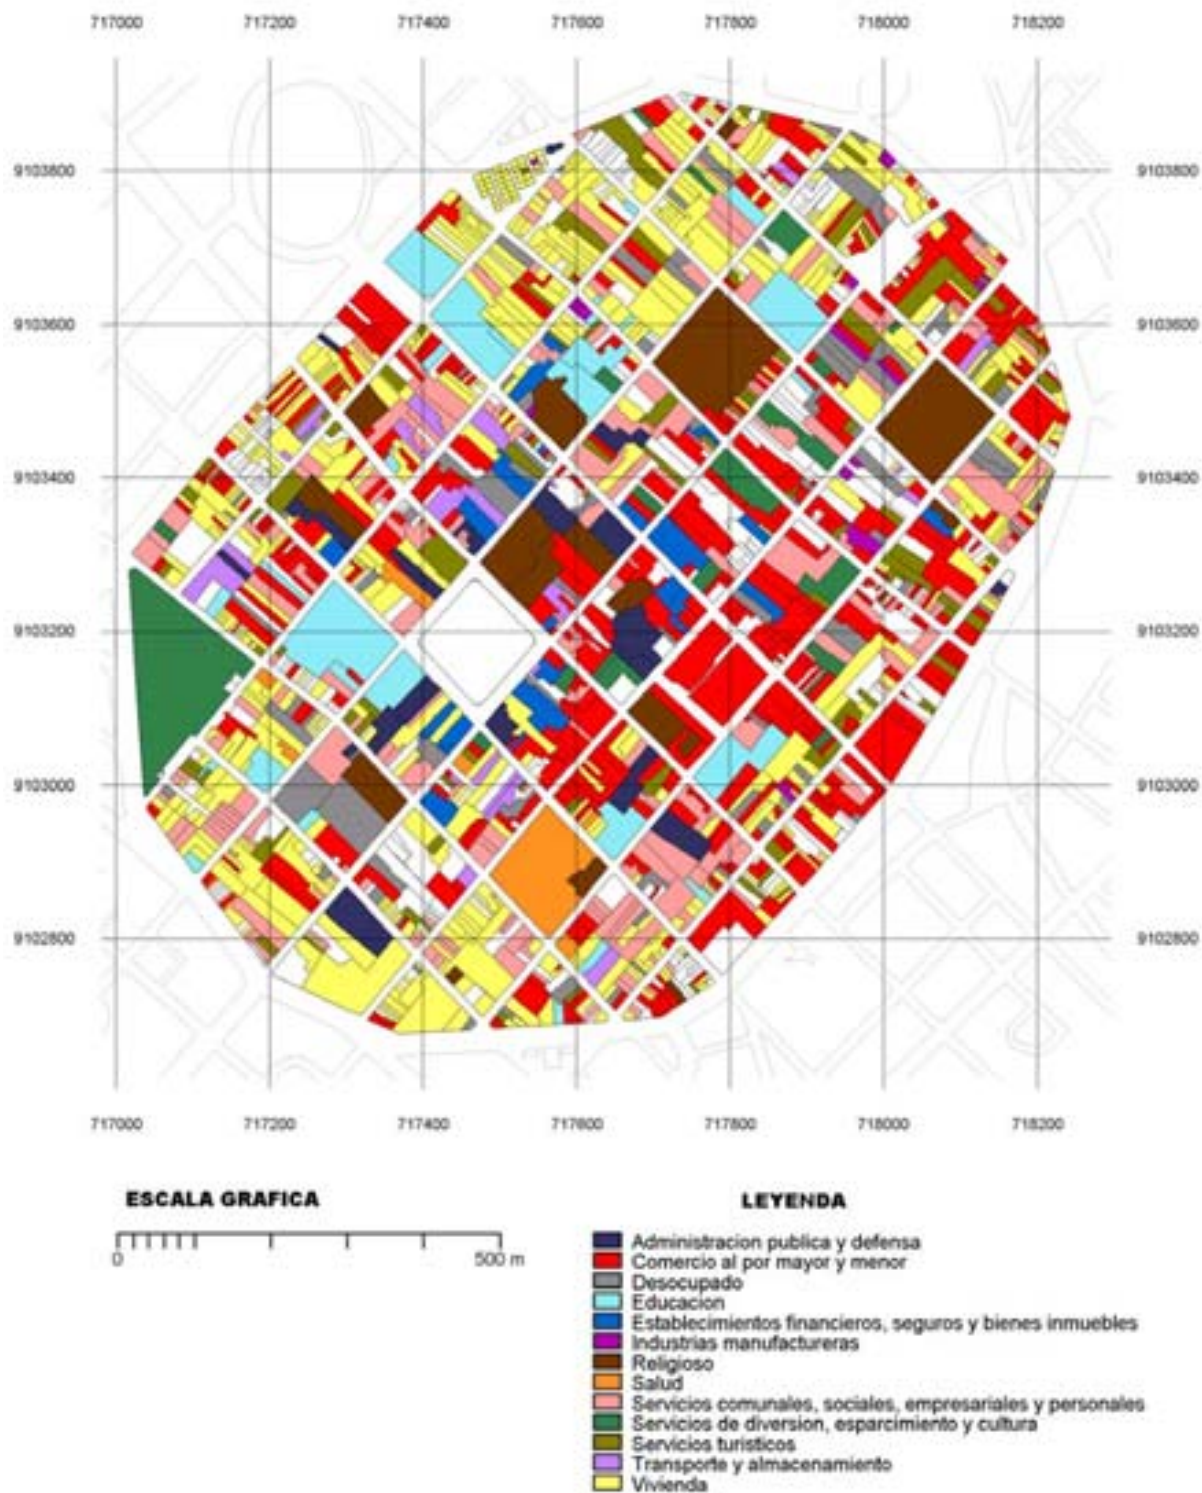 717000 717200 717400 717600 717800 718000 718200
9103800 9103800
9103600 9103600
9103400 9103400
9103200 9103200
9103000 9103000
9102800 9102800
717000 717200 717400 717600 717800 718000 718200
ESCALA GRAFICA
0 500 m
LEYENDA
Administracion publica y defensa
Comercio al por mayor y menor
Desocupado
Educacion
Establecimientos financieros, seguros y bienes inmuebles
Industrias manufactureras
Religioso
Salud
Servicios comunales, sociales, empresariales y personales
Servicios de diversion, esparcimiento y cultura
Servicios turisticos
Transporte y almacenamiento
Vivienda